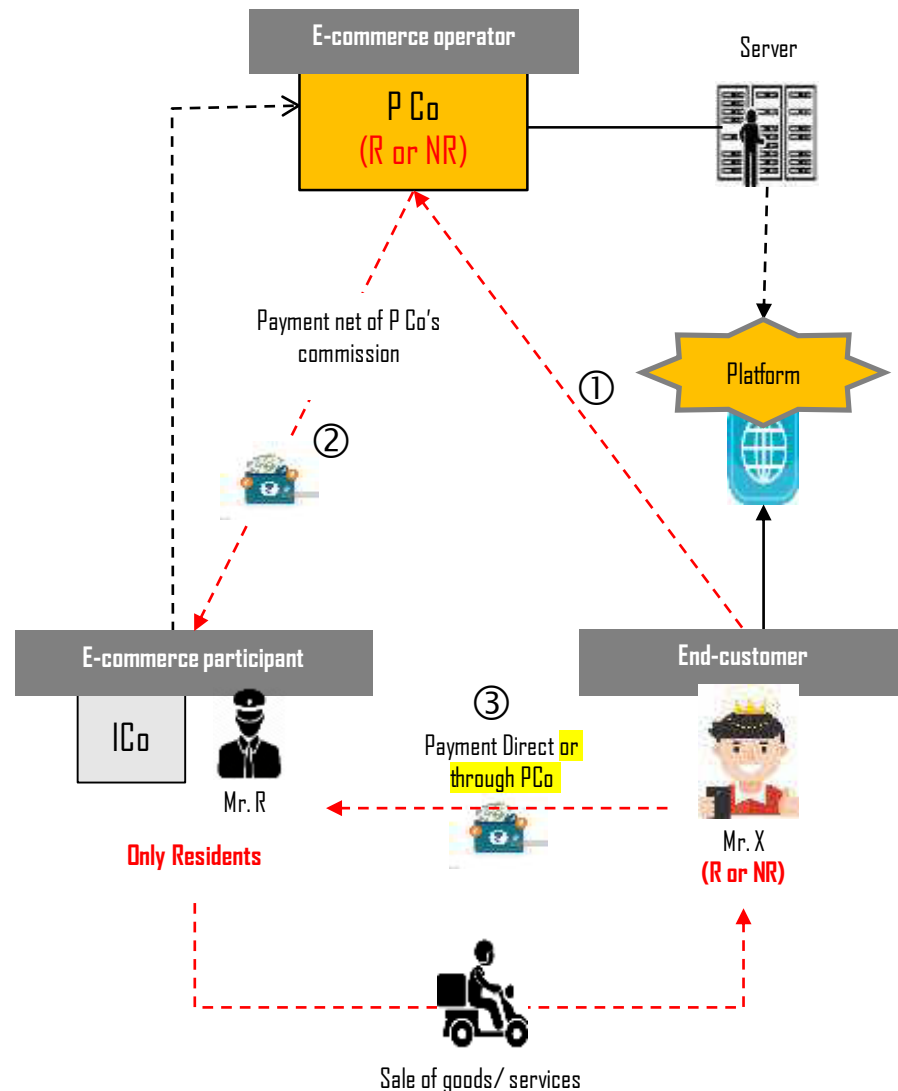 E-commerce operator
Server
P Co
(R or NR)
Payment net of P Co's
commission
①
Platform
②
E-commerce participant
End-customer
ICo
③
Payment Direct or
through PCo
Mr. R
Mr. X
Only Residents
(R or NR)
Sale of goods/ services